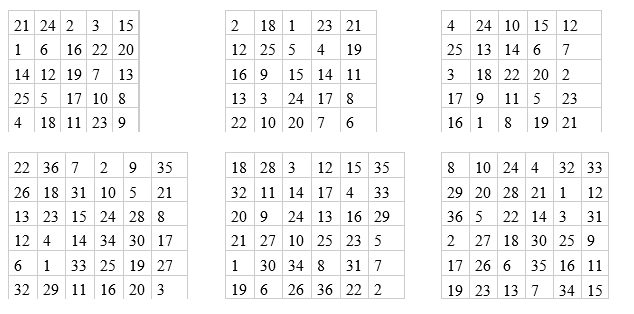 21 24 2 3 15
1 6 16 22 20
14 12 19 7 13
25 5 17 10 8
4 18 11 23 9
2 18 1 23 21
12 25 5 4 19
16 9 15 14 11
13 3 24 17 8
22 10 20 7 6
4 24 10 15 12
25 13 14 6 7
3 18 22 20 2
17 9 11 5 23
16 1 8 19 21
22 36 7 2 9 35
26 18 31 10 5 21
13 23 15 24 28 8
12 4 14 34 30 17
6 1 33 25 19 27
32 29 11 16 20 3
18 28 3 12 15 35
32 11 14 17 4 33
20 9 24 13 16 29
21 27 10 25 23 5
1 30 34 8 31 7
19 6 26 36 22 2
8 10 24 4 32 33
29 20 28 21 1 12
36 5 22 14 3 31
2 27 18 30 25 9
17 26 6 35 16 11
19 23 13 7 34 15